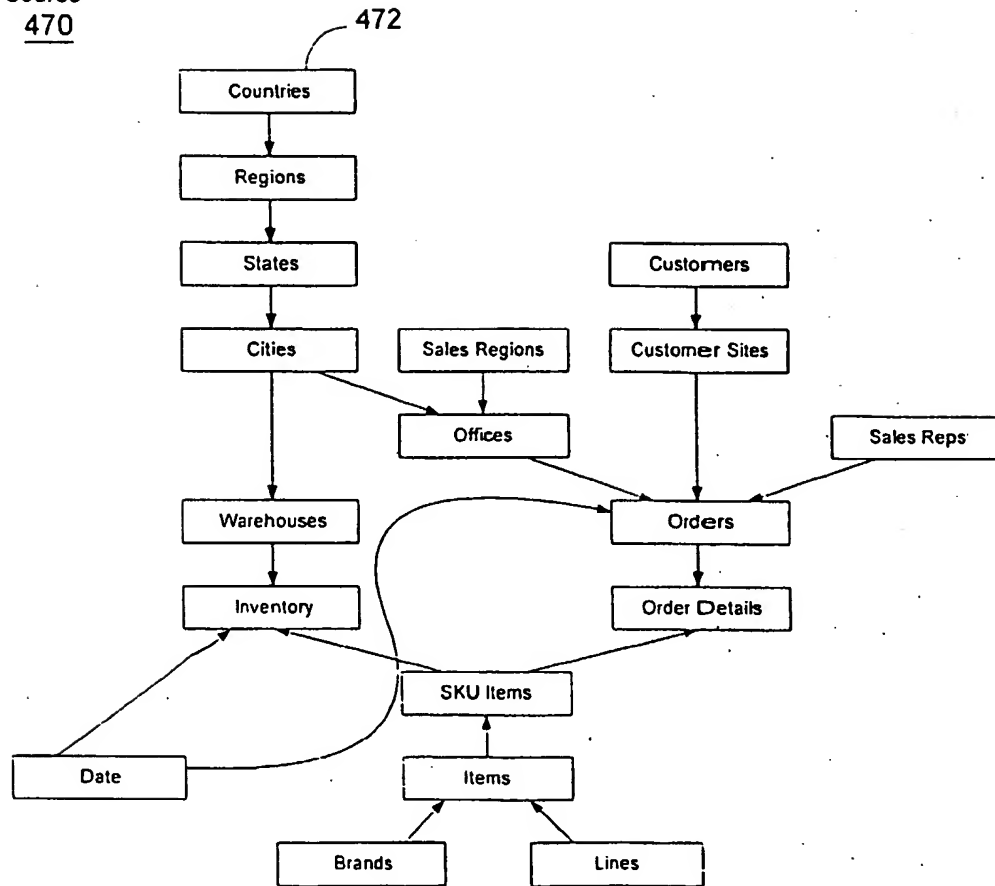 470
472
Countries
Regions
States
Customers
Cities
Sales Regions
Customer Sites
Offices
Sales Reps
Warehouses
Orders
Inventory
Order Details
SKU Items
Date
Items
Brands
Lines